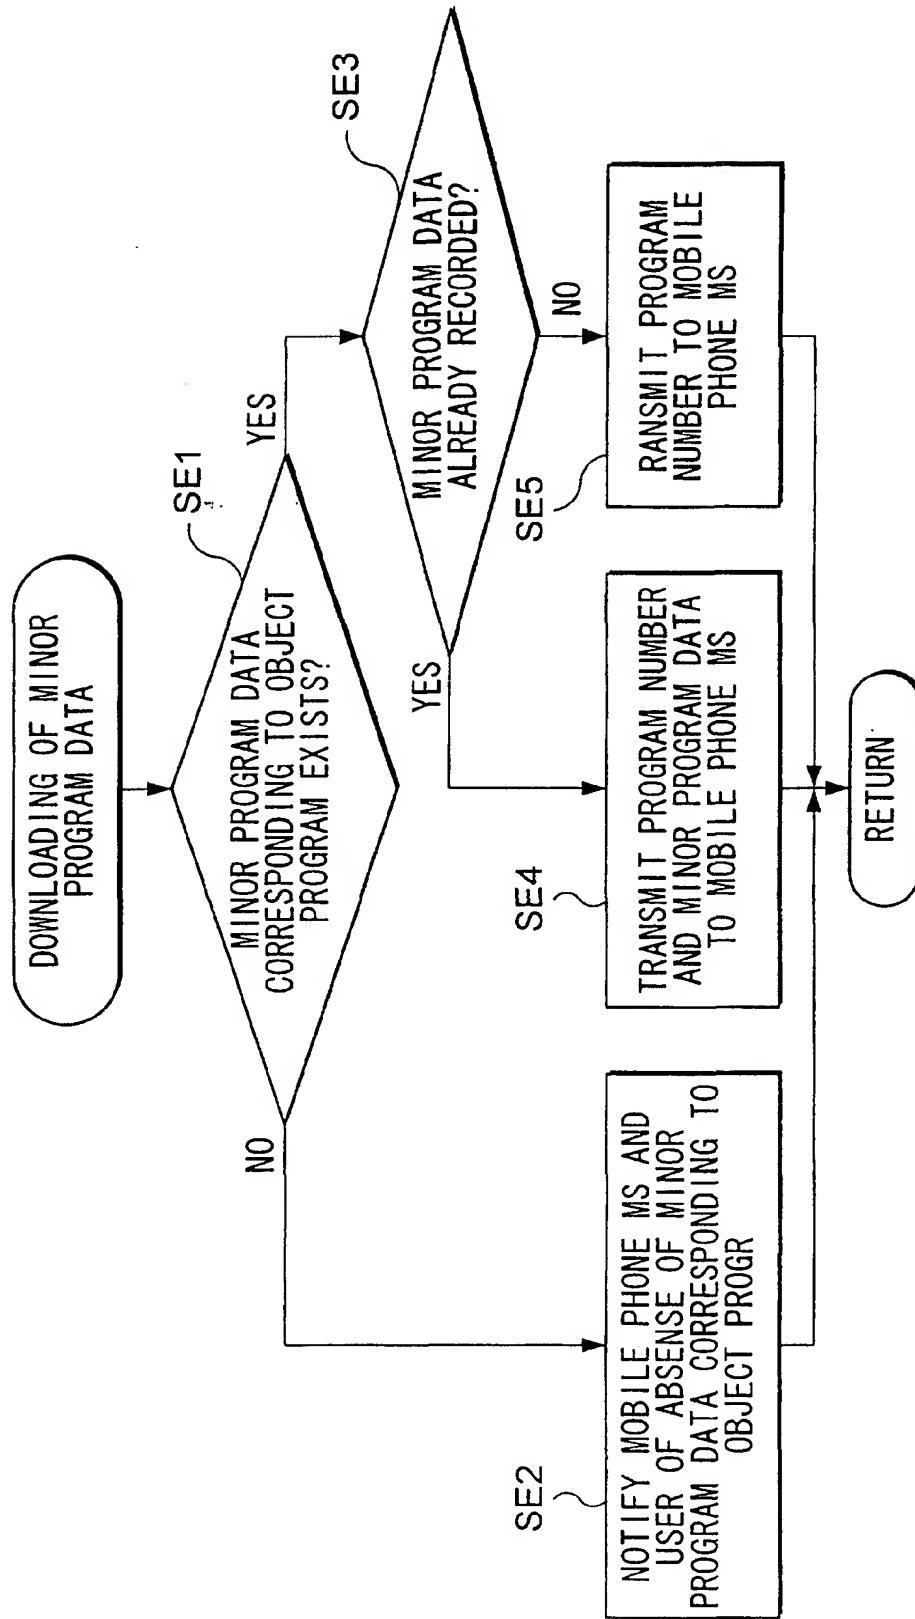 DOWNLOADING OF MINOR
PROGRAM DATA
SE1
MINOR PROGRAM DATA
CORRESPONDING TO OBJECT
PROGRAM EXISTS?
NO
YES
SE3
MINOR PROGRAM DATA
ALREADY RECORDED?
YES
NO
SE2
NOTIFY MOBILE PHONE MS AND
USER OF ABSENSE OF MINOR
PROGRAM DATA CORRESPONDING TO
OBJECT PROGR
SE4
TRANSMIT PROGRAM NUMBER
AND MINOR PROGRAM DATA
TO MOBILE PHONE MS
SE5
RANSMIT PROGRAM
NUMBER TO MOBILE
PHONE MS
RETURN